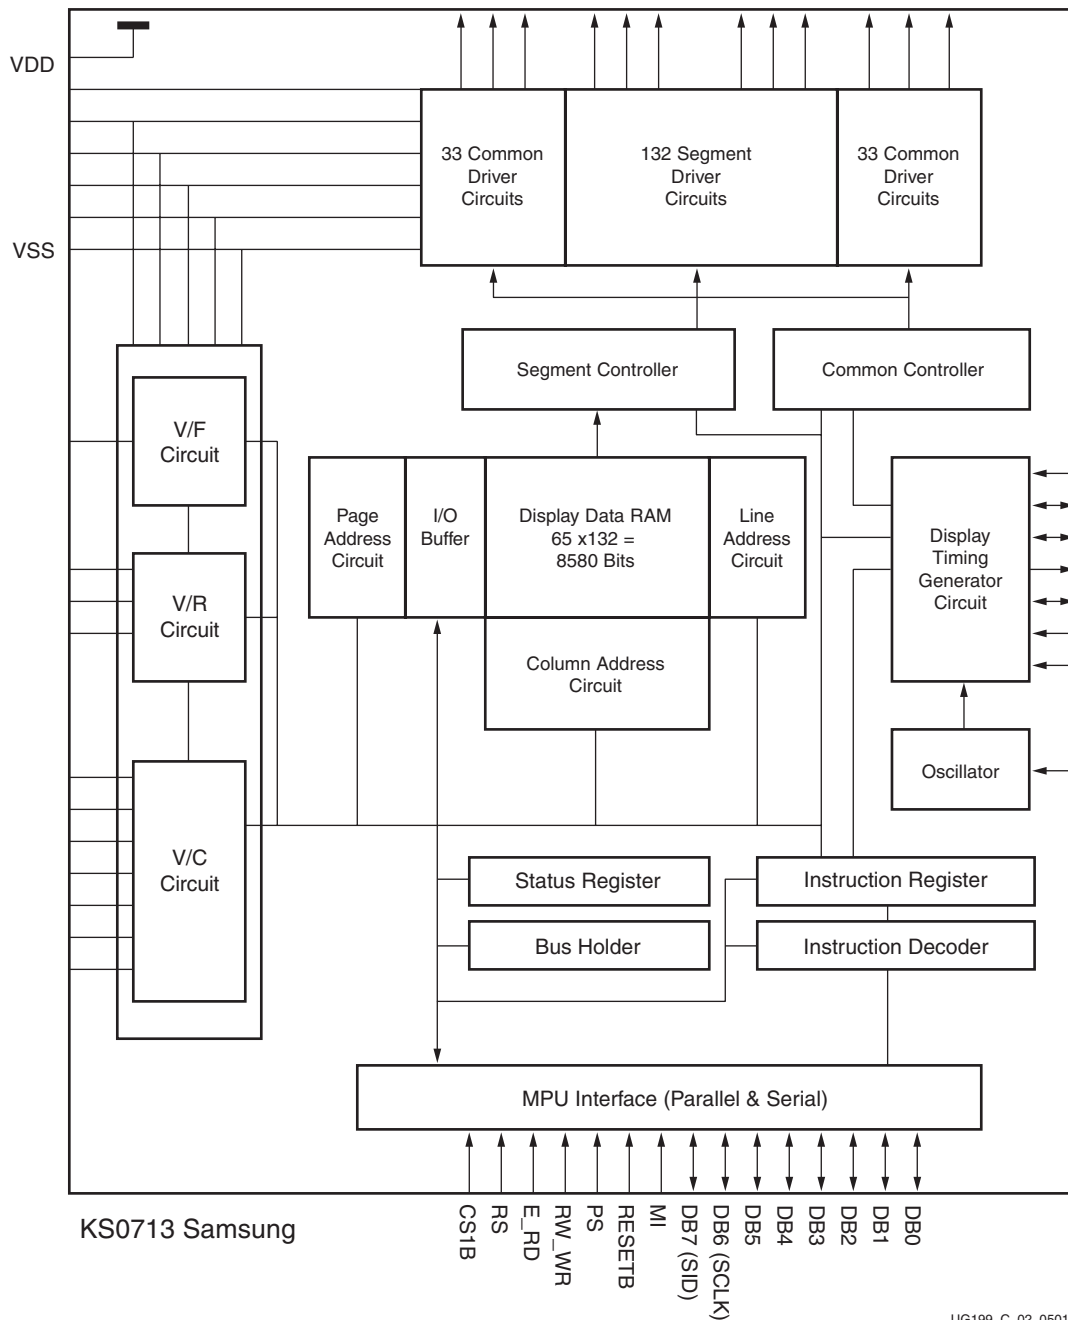 VDD
VSS
33 Common
Driver
Circuits
132 Segment
Driver
Circuits
33 Common
Driver
Circuits
Segment Controller
Common Controller
V/F
Circuit
Page
Address
Circuit
I/O
Buffer
Display Data RAM
65 x132 =
8580 Bits
Line
Address
Circuit
Display
Timing
Generator
Circuit
V/R
Circuit
Column Address
Circuit
Oscillator
V/C
Circuit
Status Register
Instruction Register
Bus Holder
Instruction Decoder
MPU Interface (Parallel & Serial)
KS0713 Samsung
CS1B
RS
E_RD
RW_WR
PS
RESETB
MI
DB7 (SID)
DB6 (SCLK)
DB5
DB4
DB3
DB2
DB1
DB0
UG199_C_02_0501